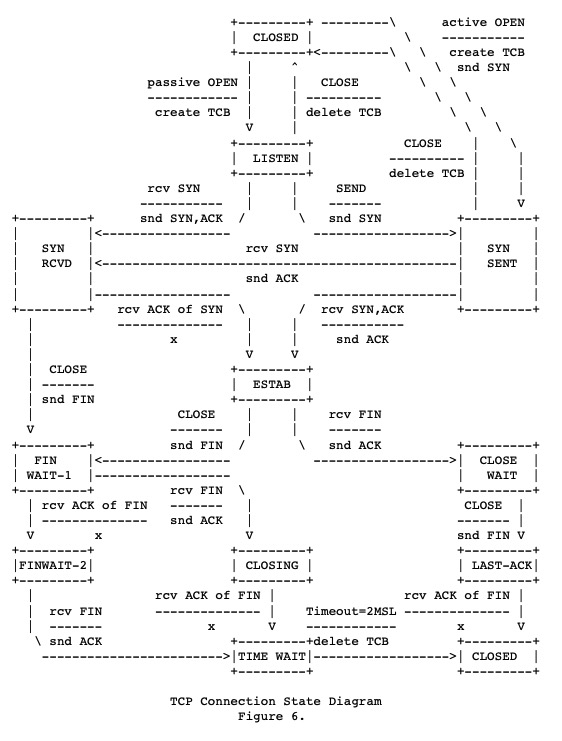 +---------+ ---------\ active OPEN
| CLOSED | \ -----------
+---------+<---------\ \ create TCB
| ^ \ \ snd SYN
passive OPEN | | CLOSE \ \
------------ | | ---------- \ \
create TCB | | delete TCB \ \
V | \ \
+---------+ CLOSE | \
| LISTEN | ---------- | |
+---------+ delete TCB | |
rcv SYN | | SEND | |
----------- | | ------- | V
+---------+ snd SYN,ACK / \ snd SYN +---------+
| |<----------------- ------------------>| |
| SYN | rcv SYN | SYN |
| RCVD |<-----------------------------------------------| SENT |
| | snd ACK | |
| |------------------ -------------------| |
+---------+ rcv ACK of SYN \ / rcv SYN,ACK +---------+
| -------------- | | -----------
| x | | snd ACK
| V V
| CLOSE +---------+
| ------- | ESTAB |
| snd FIN +---------+
| CLOSE | | rcv FIN
V ------- | | -------
+---------+ snd FIN / \ snd ACK +---------+
| FIN |<----------------- ------------------>| CLOSE |
| WAIT-1 |------------------ | WAIT |
+---------+ rcv FIN \ +---------+
| rcv ACK of FIN ------- | CLOSE |
| -------------- snd ACK | ------- |
V x V snd FIN V
+---------+ +---------+ +---------+
|FINWAIT-2| | CLOSING | | LAST-ACK|
+---------+ +---------+ +---------+
| rcv ACK of FIN | rcv ACK of FIN |
| rcv FIN -------------- | Timeout=2MSL -------------- |
| ------- x V ------------ x V
\ snd ACK +---------+delete TCB +---------+
------------------------>|TIME WAIT|------------------>| CLOSED |
+---------+ +---------+
TCP Connection State Diagram
Figure 6.